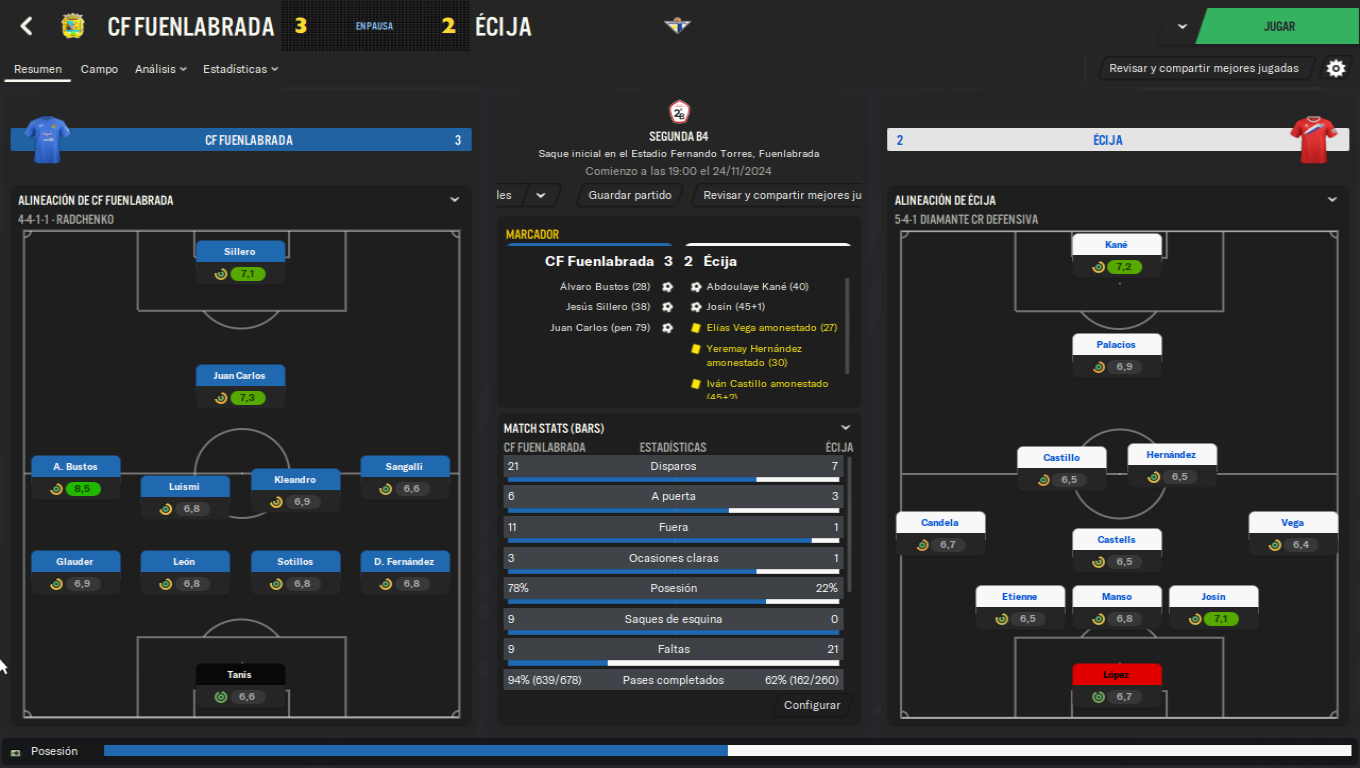 CF FUENLABRADA 3 EN PAUSA 2 ÉCIJA
JUGAR
Resumen Campo Análisis Estadísticas
Revisar y compartir mejores jugadas
CF FUENLABRADA 3
2B
SEGUNDA B4
Saque inicial en el Estadio Fernando Torres, Fuenlabrada
Comienzo a las 19:00 el 24/11/2024
les Guardar partido Revisar y compartir mejores ju
2 ÉCIJA
ALINEACIÓN DE CF FUENLABRADA
4-4-1-1 - RADCHENKO
Sillero
7,1
Juan Carlos
7,3
A. Bustos
8,5
Luismi
6,8
Kleandro
6,9
Sangalli
6,6
Glauder
6,9
León
6,8
Sotillos
6,8
D. Fernández
6,8
Tanis
6,6
MARCADOR
CF Fuenlabrada 3 2 Écija
Álvaro Bustos (28)
Jesús Sillero (38)
Juan Carlos (pen 79)
Abdoulaye Kané (40)
Josín (45+1)
Elías Vega amonestado (27)
Yeremay Hernández
amonestado (30)
Iván Castillo amonestado
(45+2)
MATCH STATS (BARS)
CF FUENLABRADA ESTADÍSTICAS ÉCIJA
21 Disparos 7
6 A puerta 3
11 Fuera 1
3 Ocasiones claras 1
78% Posesión 22%
9 Saques de esquina 0
9 Faltas 21
94% (639/678) Pases completados 62% (162/260)
Configurar
ALINEACIÓN DE ÉCIJA
5-4-1 DIAMANTE CR DEFENSIVA
Kané
7,2
Palacios
6,9
Castillo
6,5
Hernández
6,5
Candela
6,7
Castells
6,5
Vega
6,4
Etienne
6,5
Manso
6,8
Josín
7,1
López
6,7
Posesión